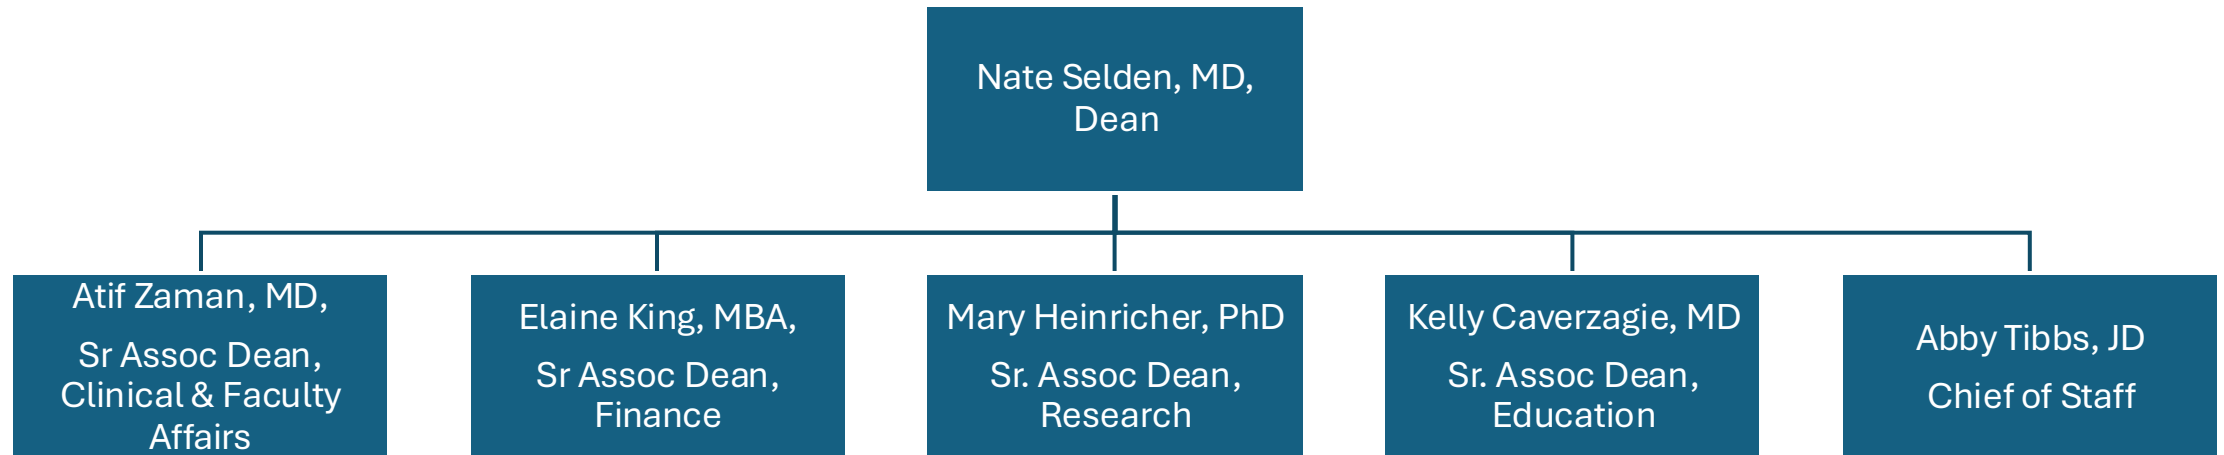 Nate Selden, MD,
Dean
Atif Zaman, MD,
Sr Assoc Dean,
Clinical & Faculty
Affairs
Elaine King, MBA,
Sr Assoc Dean,
Finance
Mary Heinricher, PhD
Sr. Assoc Dean,
Research
Kelly Caverzagie, MD
Sr. Assoc Dean,
Education
Abby Tibbs, JD
Chief of Staff